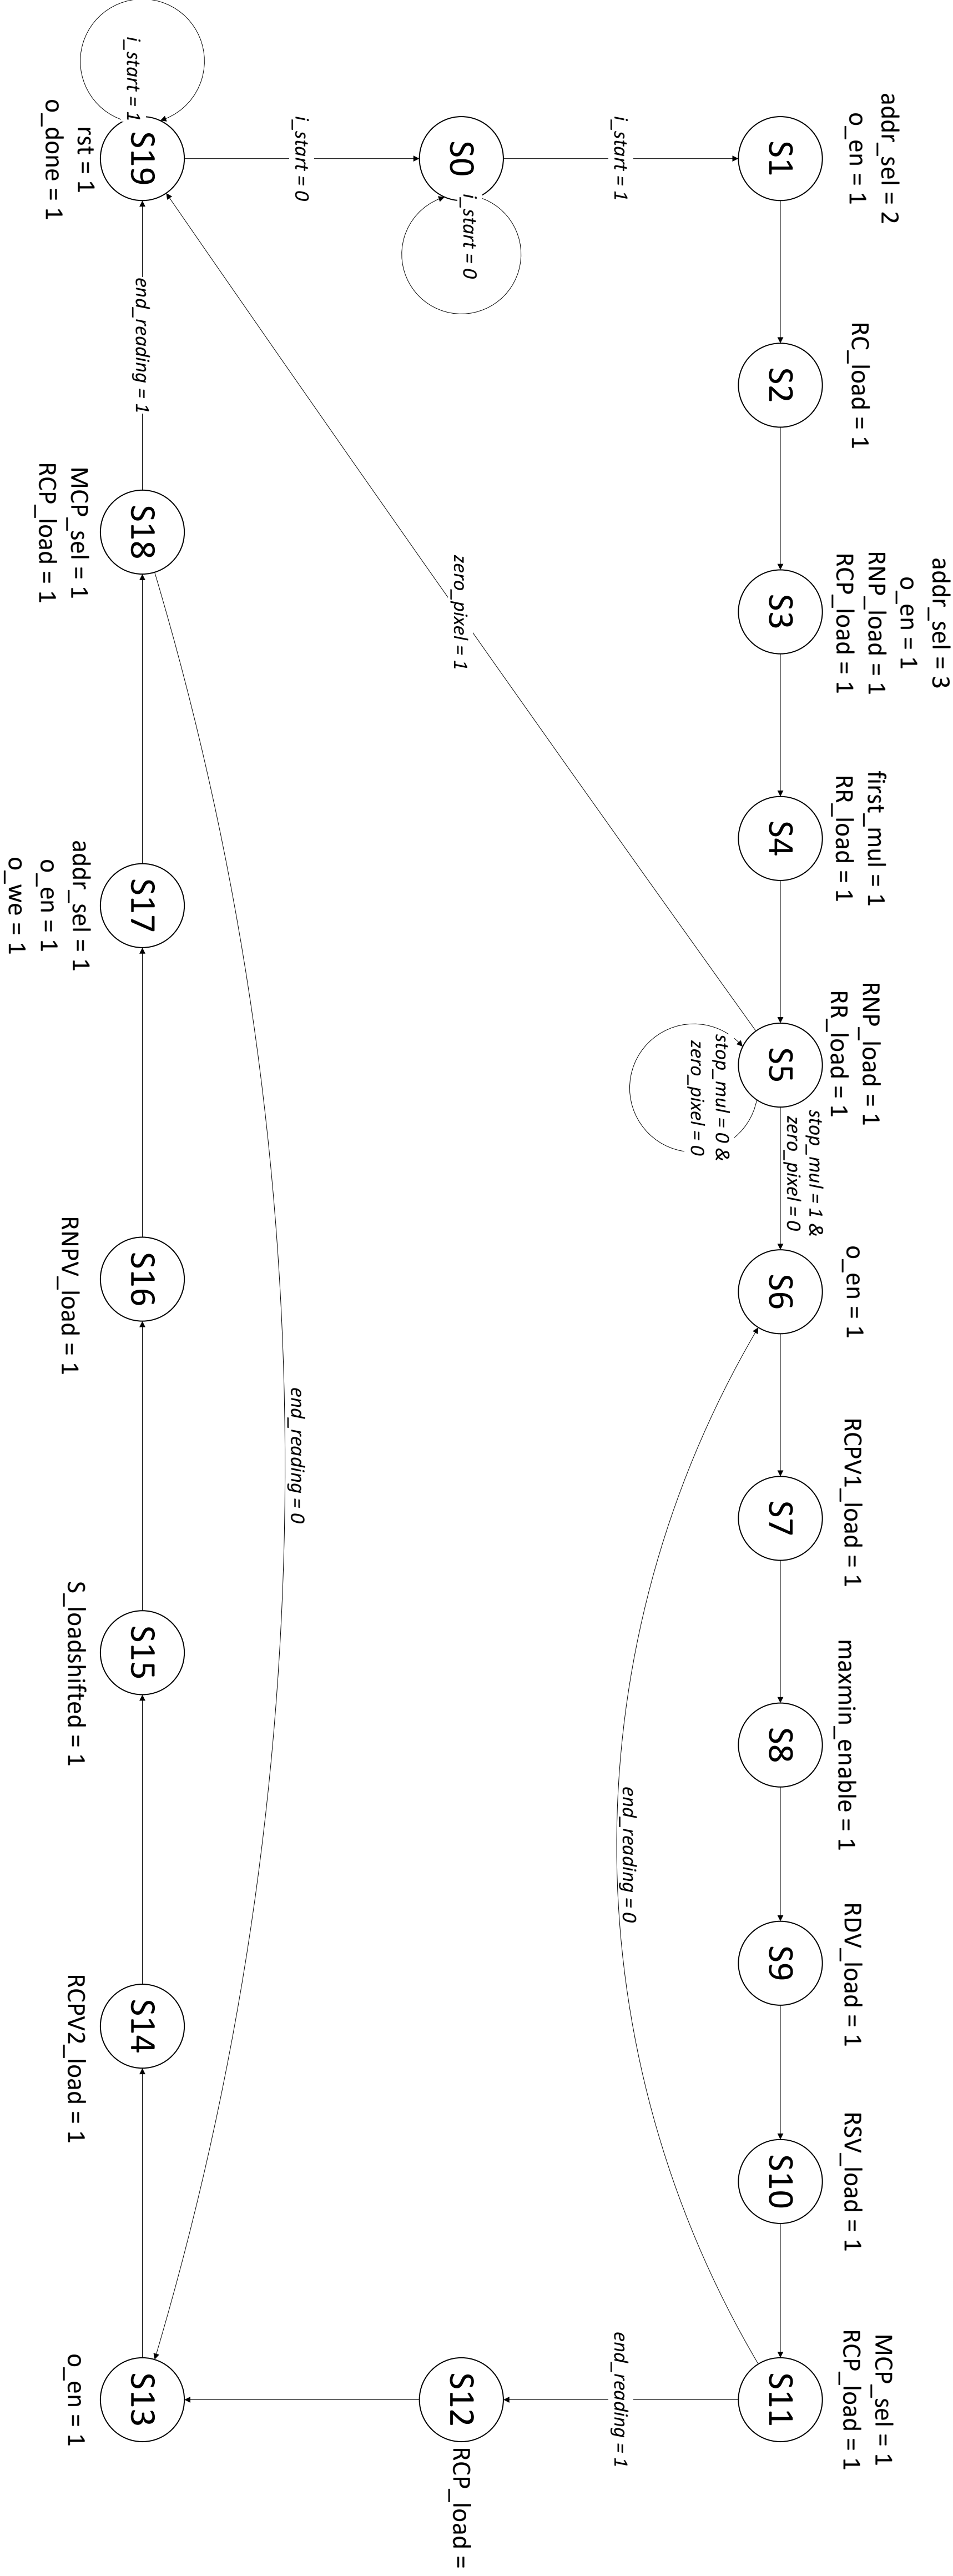 addr_sel = 2
o_en = 1
S1
RC_load = 1
S2
addr_sel = 3
o_en = 1
RNP_load = 1
RCP_load = 1
S3
first_mul = 1
RR_load = 1
S4
RNP_load = 1
RR_load = 1
S5
stop_mul = 1 &
zero_pixel = 0
stop_mul = 0 &
zero_pixel = 0
o_en = 1
S6
RCPV1_load = 1
S7
maxmin_enable = 1
S8
RDV_load = 1
S9
RSV_load = 1
S10
MCP_sel = 1
RCP_load = 1
S11
i_start = 1
end_reading = 0
end_reading = 1
S0
i_start = 0
zero_pixel = 1
S12
RCP_load =
i_start = 0
end_reading = 0
i_start = 1
S19
rst = 1
o_done = 1
end_reading = 1
S18
MCP_sel = 1
RCP_load = 1
S17
addr_sel = 1
o_en = 1
o_we = 1
S16
RNPV_load = 1
S15
S_loadshifted = 1
S14
RCPV2_load = 1
S13
o_en = 1